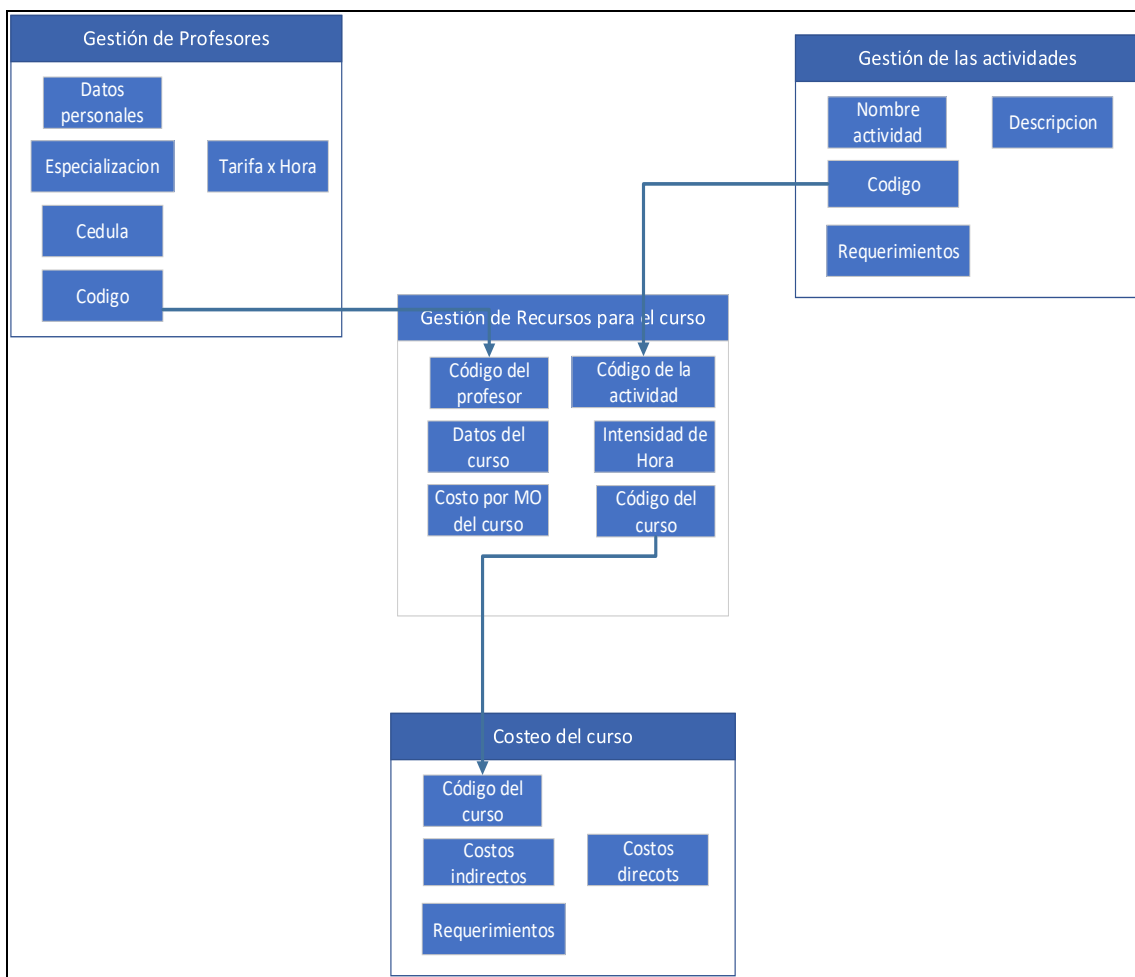 Gestión de Profesores
Datos
personales
Especializacion
Tarifa x Hora
Cedula
Codigo
Gestión de las actividades
Nombre
actividad
Descripcion
Codigo
Requerimientos
Gestión de Recursos para el curso
Código del
profesor
Código de la
actividad
Datos del
curso
Intensidad de
Hora
Costo por MO
del curso
Código del
curso
Costeo del curso
Código del
curso
Costos
indirectos
Costos
direcots
Requerimientos